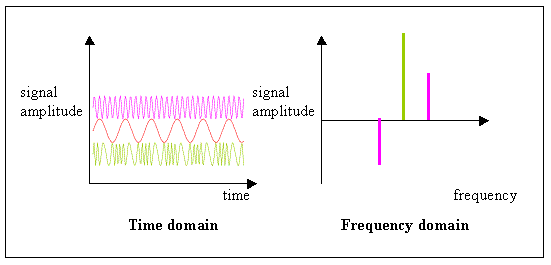 signal
amplitude
time
Time domain
signal
amplitude
frequency
Frequency domain